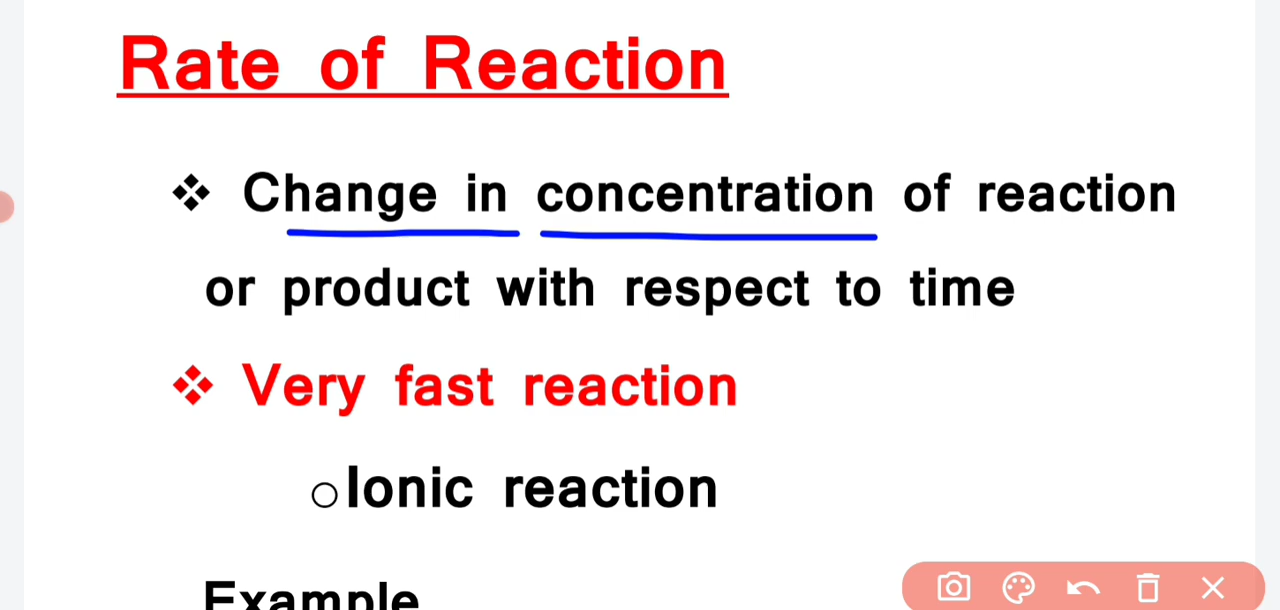 Rate of Reaction
❖ Change in concentration of reaction
or product with respect to time
❖ Very fast reaction
○ Ionic reaction
Example